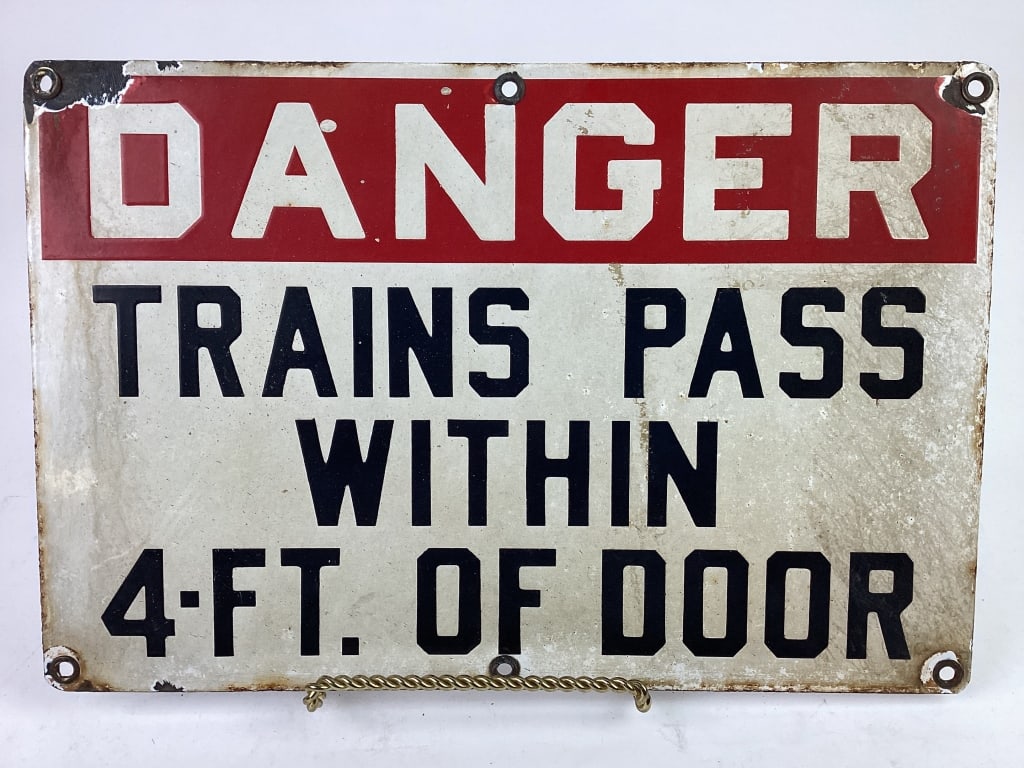 DANGER
TRAINS PASS
WITHIN
4-FT. OF DOOR